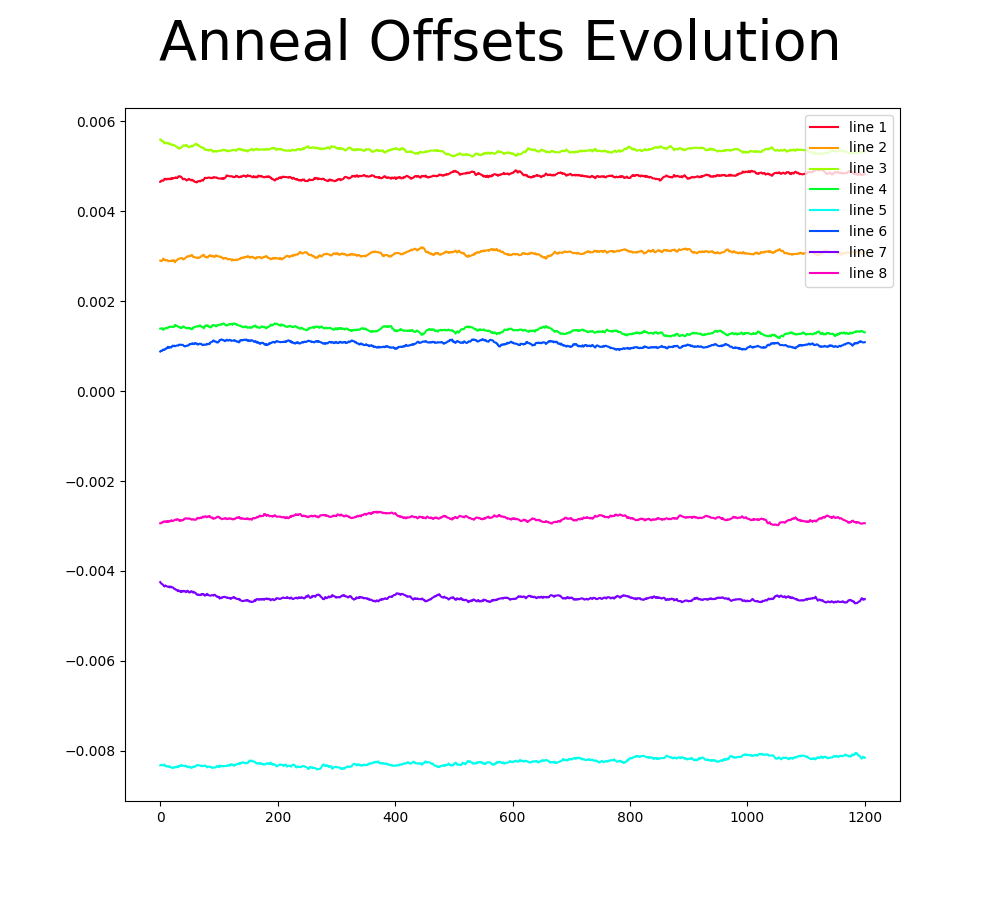 Anneal Offsets Evolution
0.006
0.004
0.002
0.000
−0.002
−0.004
−0.006
−0.008
line 1
line 2
line 3
line 4
line 5
line 6
line 7
line 8
0 200 400 600 800 1000 1200